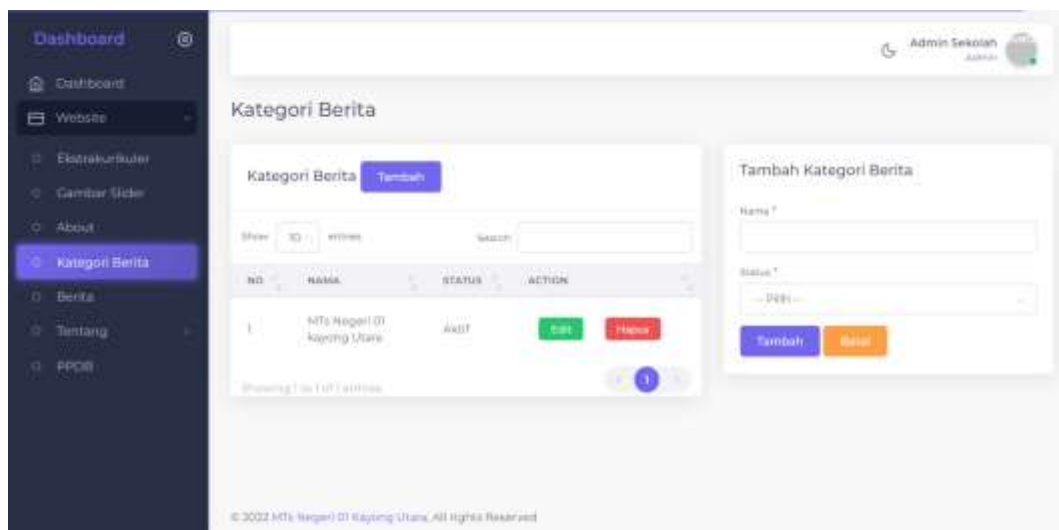 Dashboard
Admin Sekolah
Admin
Dashboard
Website
Ekstrakurikuler
Gambar Slider
About
Kategori Berita
Berita
Tentang
PPDB
Kategori Berita
Kategori Berita Tambah
Show 10 entries Search
NO NAMA STATUS ACTION
1 MTs Negeri 01 kayong Utara Aktif Edit Hapus
Showing 1 to 1 of 1 entries
1
Tambah Kategori Berita
Nama *
Status *
-- Pilih --
Tambah Batal
© 2022 MTs Negeri 01 Kayong Utara, All rights Reserved